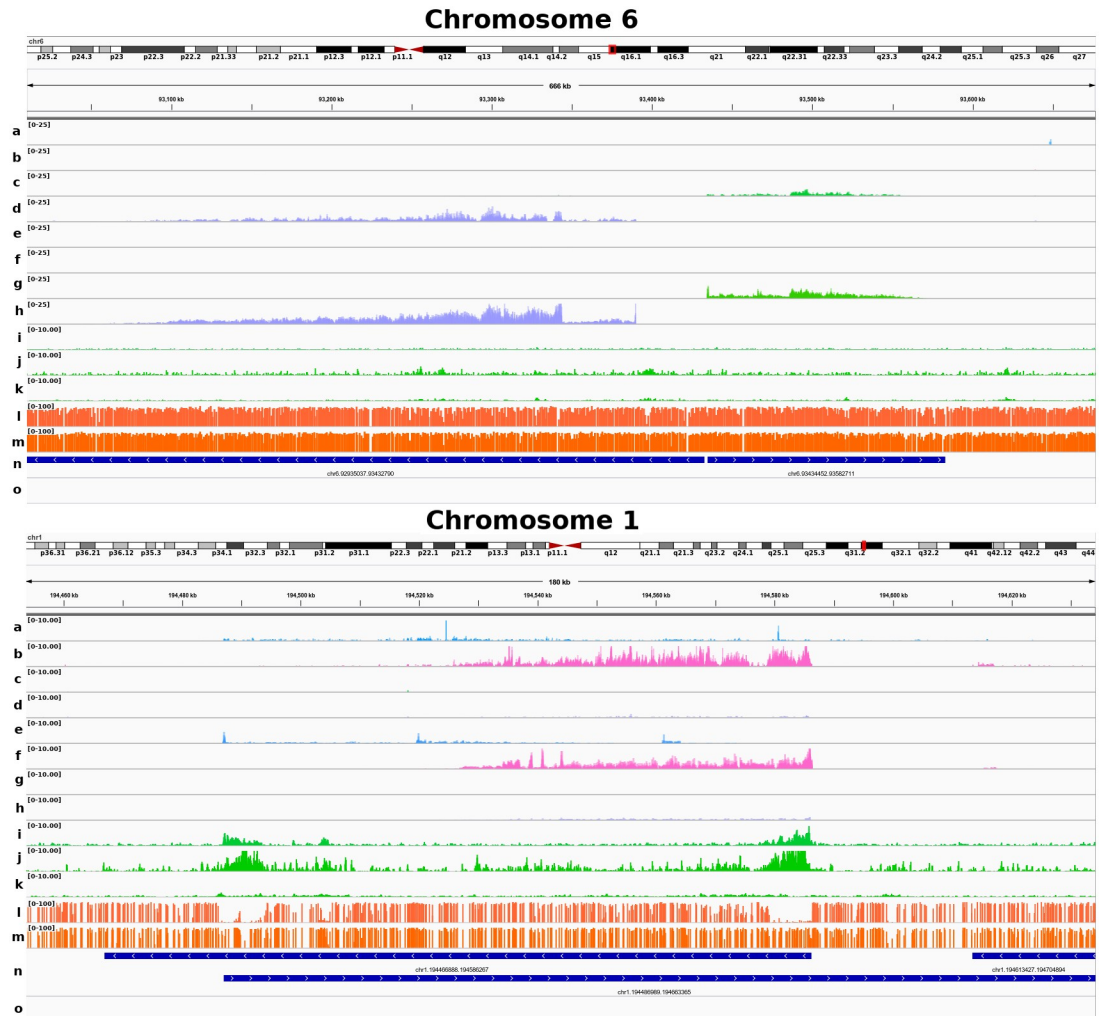 Chromosome 6
chr6
p25.2 p24.3 p23 p22.3 p22.2 p21.33 p21.2 p21.1 p12.3 p12.1 p11.1 q12 q13 q14.1 q14.2 q15 q16.1 q16.3 q21 q22.1 q22.31 q22.33 q23.3 q24.2 q25.1 q25.3 q26 q27
666 kb
93,100 kb 93,200 kb 93,300 kb 93,400 kb 93,500 kb 93,600 kb
a [0-25]
b [0-25]
c [0-25]
d [0-25]
e [0-25]
f [0-25]
g [0-25]
h [0-25]
i [0-10.00]
j [0-10.00]
k [0-10.00]
l [0-100]
m [0-100]
n
chr6.92935037.93432790 chr6.93434452.93582711
o
Chromosome 1
chr1
p36.31 p36.21 p36.12 p35.3 p34.3 p34.1 p32.3 p32.1 p31.1 p22.3 p22.1 p21.2 p13.3 p13.1 p11.1 q12 q21.1 q21.3 q23.2 q24.1 q25.1 q25.3 q31.2 q32.1 q32.2 q41 q42.12 q42.2 q43 q44
180 kb
194,460 kb 194,480 kb 194,500 kb 194,520 kb 194,540 kb 194,560 kb 194,580 kb 194,600 kb 194,620 kb
a [0-10.00]
b [0-10.00]
c [0-10.00]
d [0-10.00]
e [0-10.00]
f [0-10.00]
g [0-10.00]
h [0-10.00]
i [0-10.00]
j [0-10.00]
k [0-10.00]
l [0-100]
m [0-100]
n
chr1.194466888.194586267 chr1.194613427.194704894
chr1.194486989.194663365
o